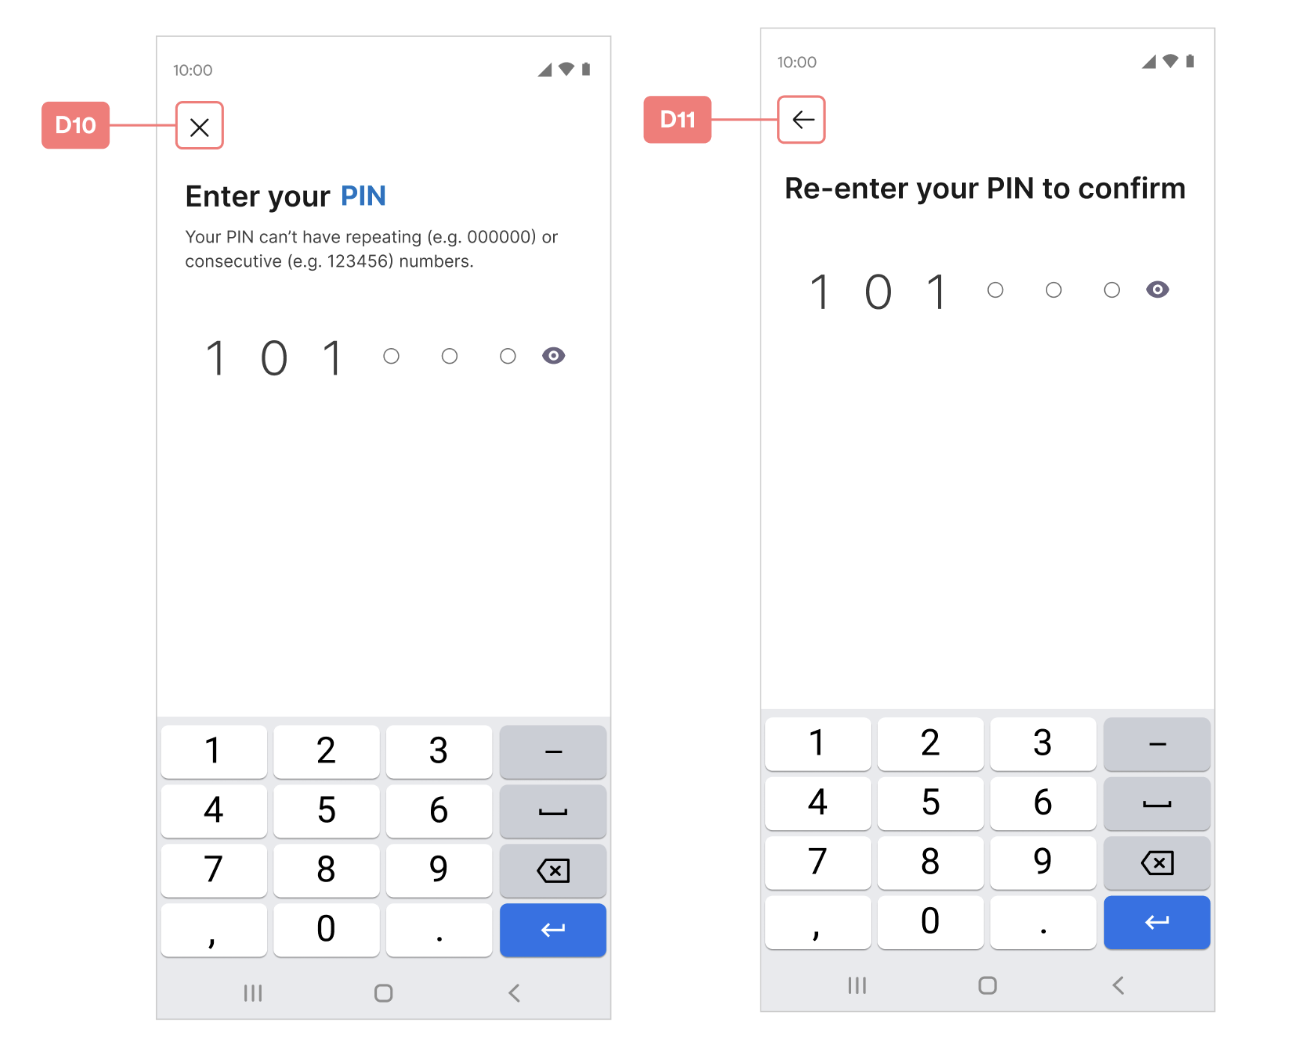 10:00
D10
Enter your PIN
Your PIN can't have repeating (e.g. 000000) or
consecutive (e.g. 123456) numbers.
1 0 1
1 2 3 –
4 5 6
7 8 9
, 0 .
10:00
D11
Re-enter your PIN to confirm
1 0 1
1 2 3 –
4 5 6
7 8 9
, 0 .